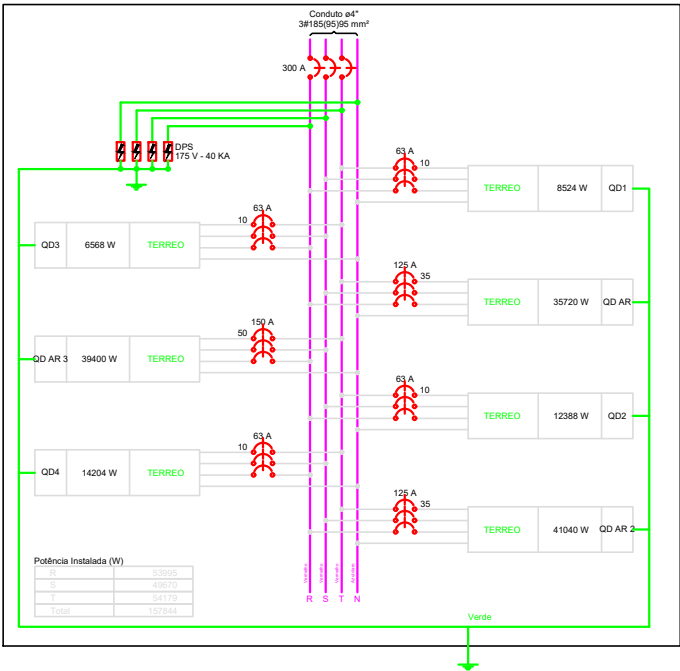 Conduto ø4"
3#185(95)95 mm²
300 A
DPS
175 V - 40 KA
63 A
10
TERREO 8524 W QD1
63 A
10
QD3 6568 W TERREO
125 A
35
TERREO 35720 W QD AR
150 A
50
QD AR 3 39400 W TERREO
63 A
10
TERREO 12388 W QD2
63 A
10
QD4 14204 W TERREO
125 A
35
TERREO 41040 W QD AR 2
Potência Instalada (W)
R 53995
S 49670
T 54179
Total 157844
Vermelho Vermelho Vermelho
R S T N
Verde